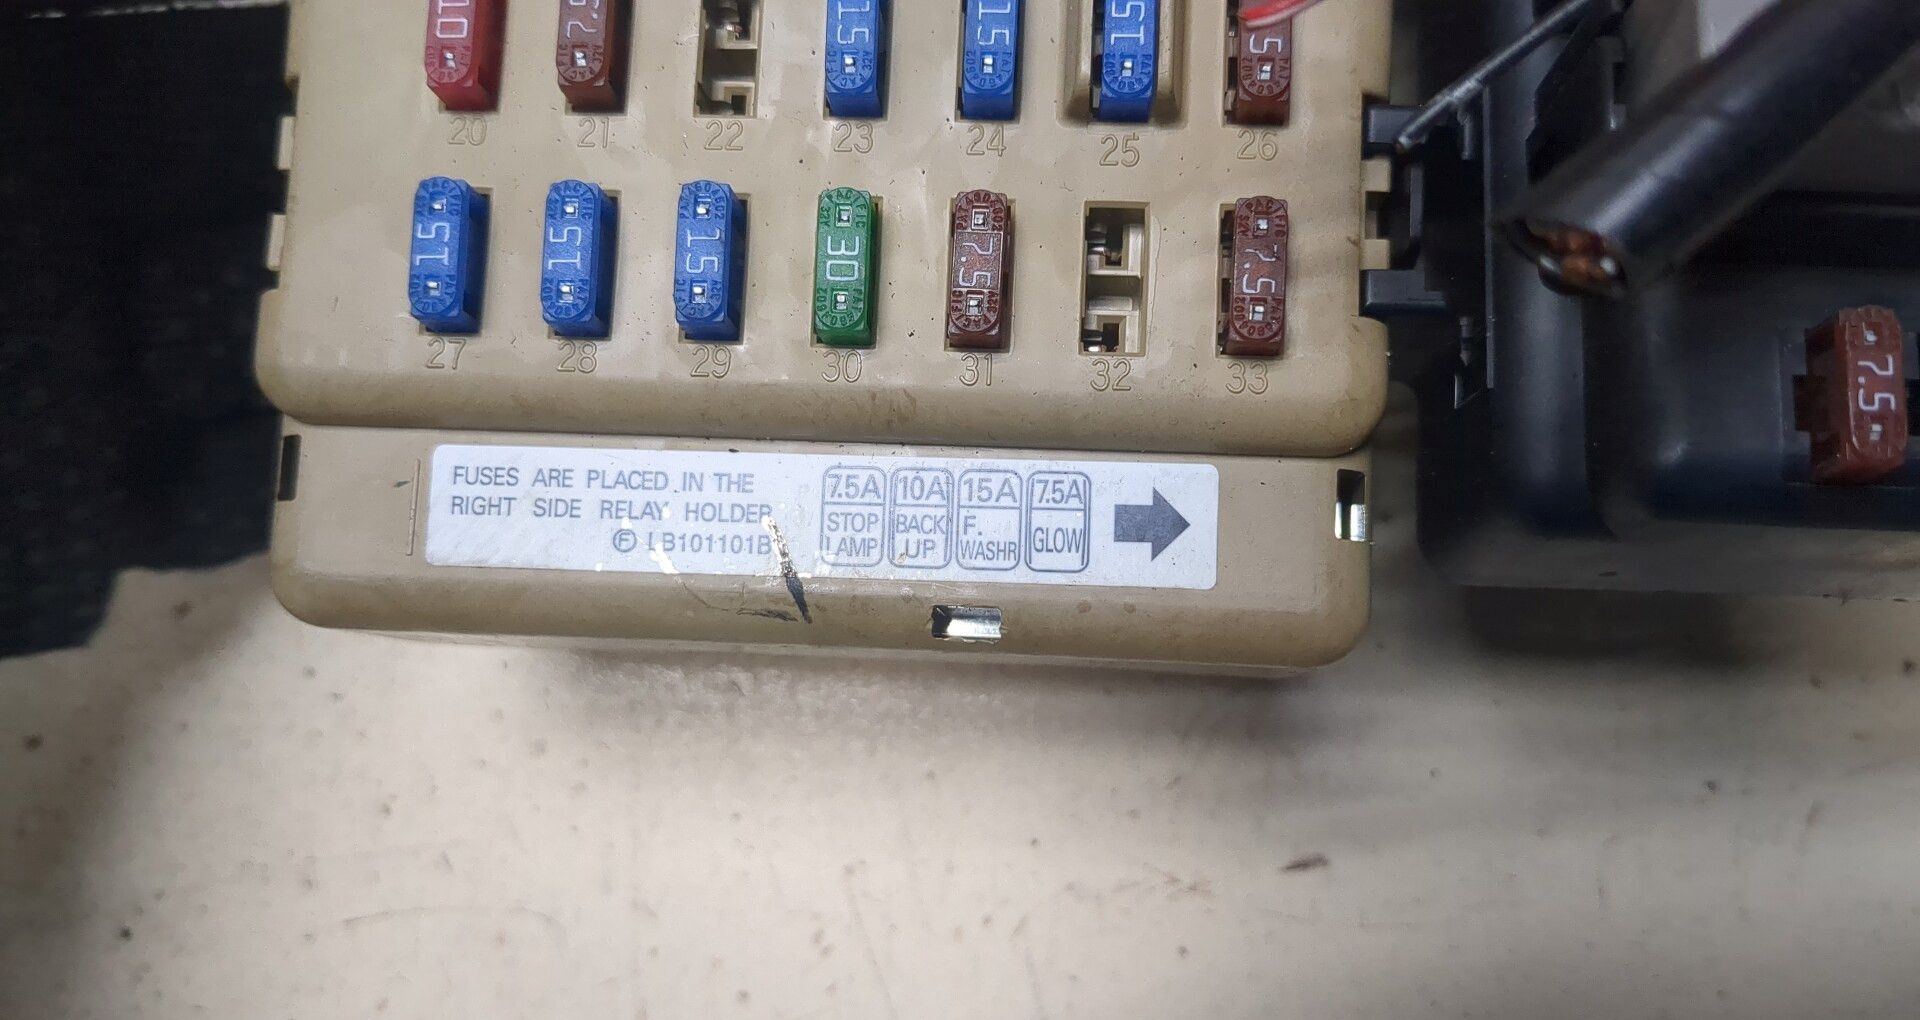 10 7.5 15 15 15 5
20 21 22 23 24 25 26
15 15 15 30 7.5 7.5
27 28 29 30 31 32 33
7.5
FUSES ARE PLACED IN THE
RIGHT SIDE RELAY HOLDER
Ⓕ LB101101B
7.5A 10A 15A 7.5A
STOP LAMP
BACK UP
F. WASHR
GLOW